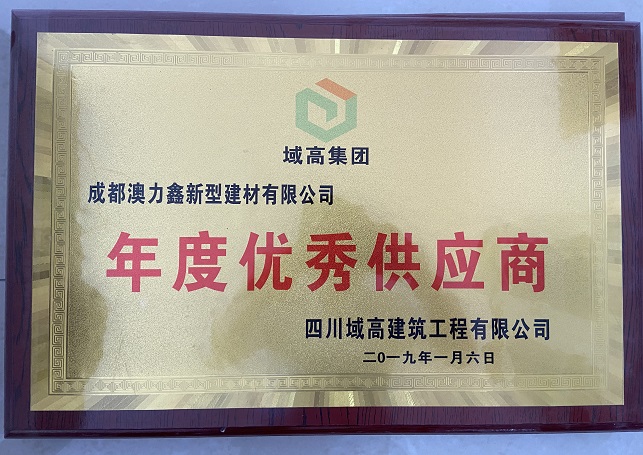 域高集团
成都澳力鑫新型建材有限公司
年度优秀供应商
四川域高建筑工程有限公司
二0一九年一月六日